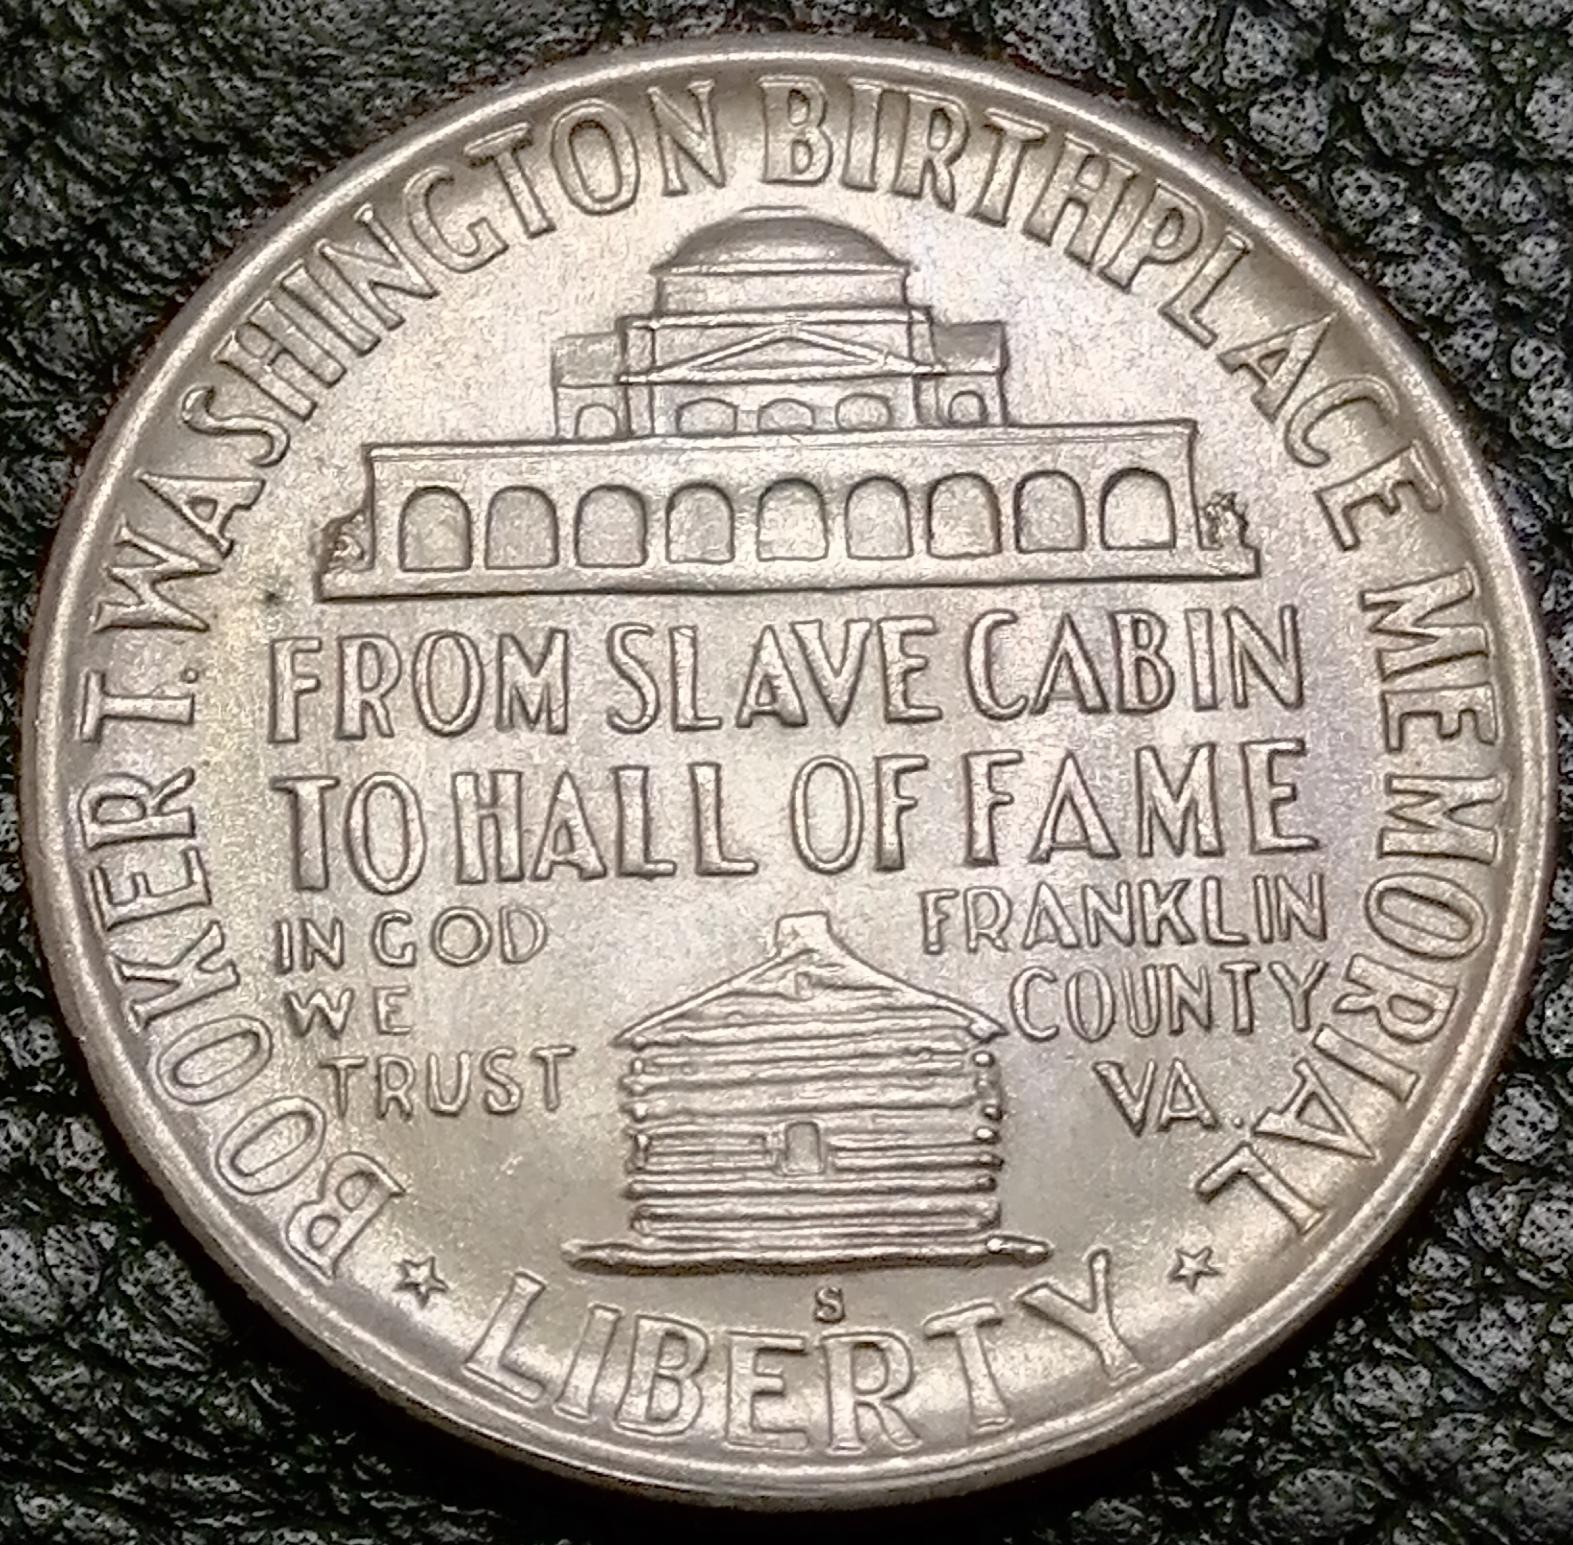 BOOKER T. WASHINGTON BIRTHPLACE MEMORIAL
FROM SLAVE CABIN
TO HALL OF FAME
IN GOD
WE
TRUST
FRANKLIN
COUNTY
VA.
S
LIBERTY